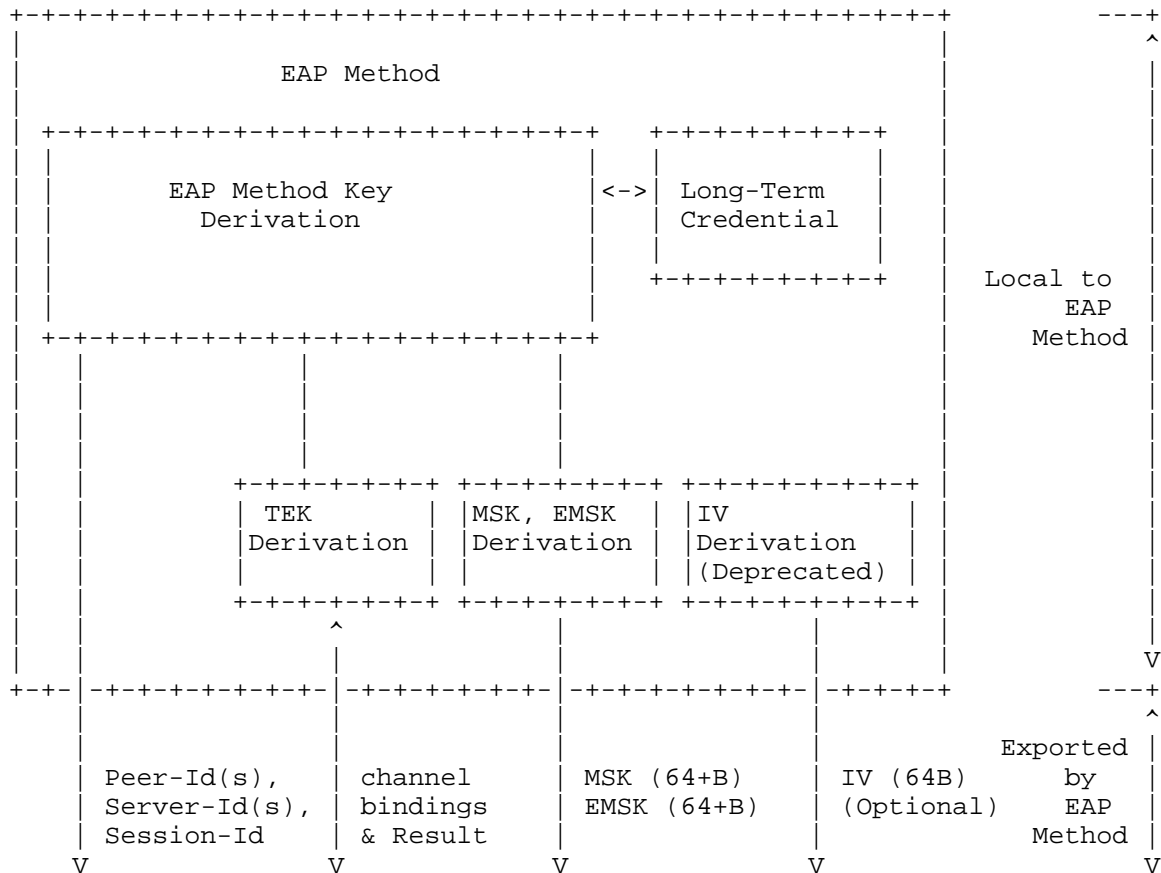 EAP Method
EAP Method Key
Derivation
<-> Long-Term
Credential
Local to
EAP
Method
TEK
Derivation
MSK, EMSK
Derivation
IV
Derivation
(Deprecated)
V
Peer-Id(s),
Server-Id(s),
Session-Id
channel
bindings
& Result
MSK (64+B)
EMSK (64+B)
IV (64B)
(Optional)
Exported
by
EAP
Method
V V V V V